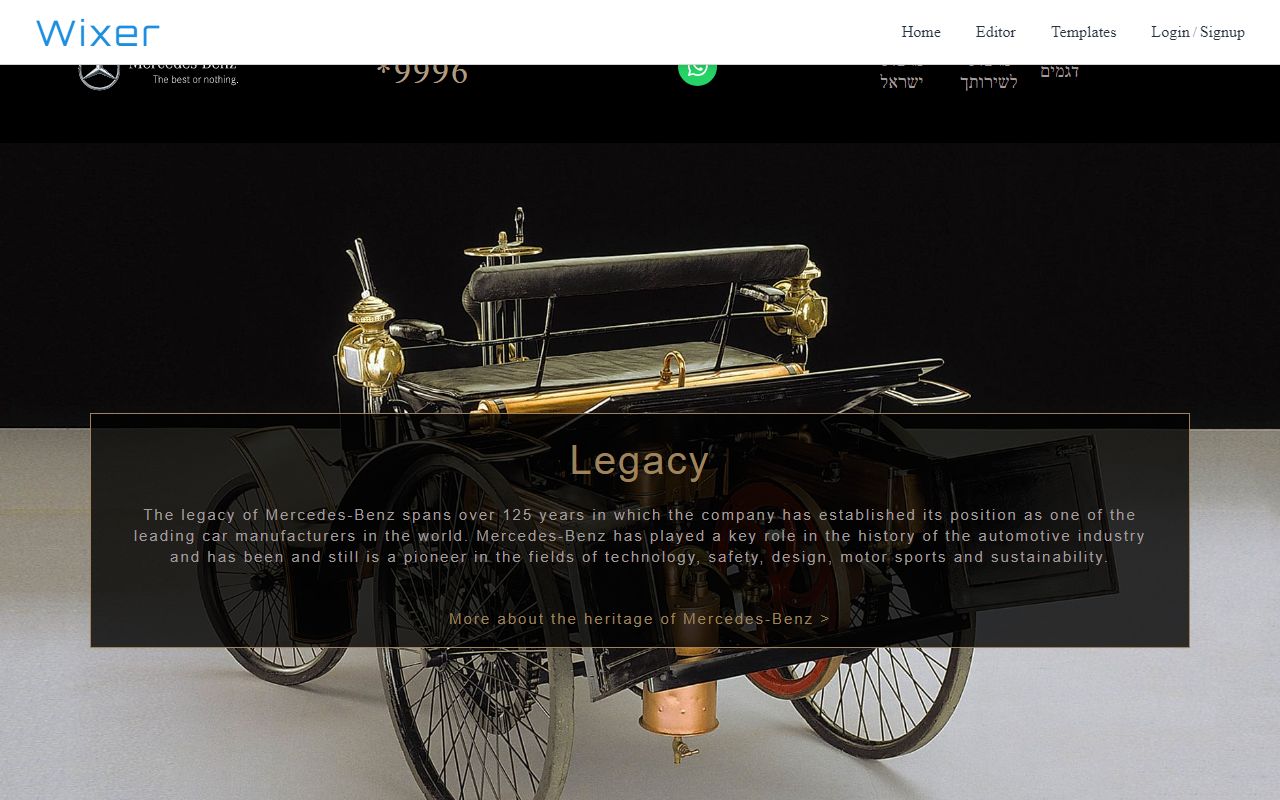 Wixer
Home
Editor
Templates
Login / Signup
The best or nothing.
*9996
ישראל
לשירותך
דגמים
Legacy
The legacy of Mercedes-Benz spans over 125 years in which the company has established its position as one of the
leading car manufacturers in the world. Mercedes-Benz has played a key role in the history of the automotive industry
and has been and still is a pioneer in the fields of technology, safety, design, motor sports and sustainability.
More about the heritage of Mercedes-Benz >